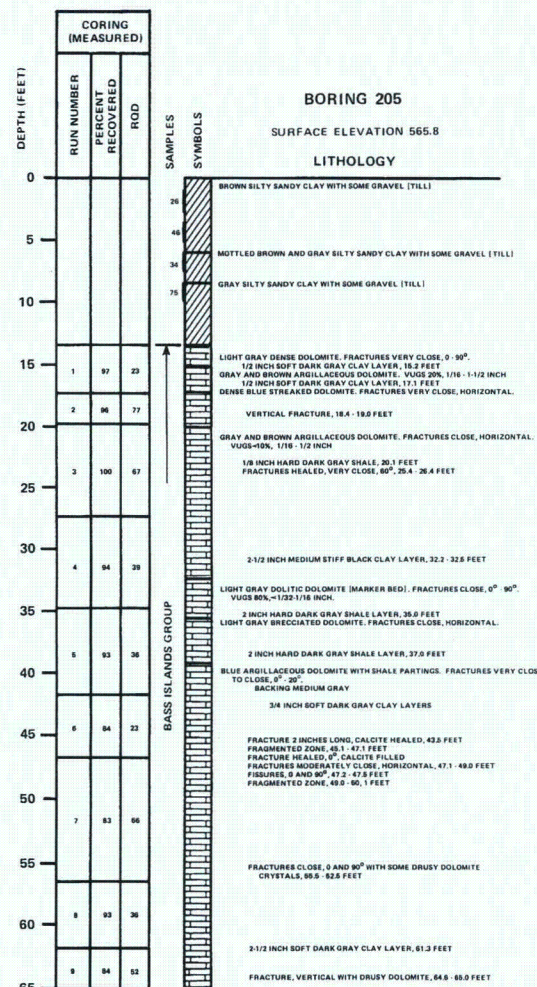 CORING
(MEASURED)
DEPTH (FEET)
RUN NUMBER
PERCENT
RECOVERED
RQD
SAMPLES
SYMBOLS
BORING 205
SURFACE ELEVATION 565.8
LITHOLOGY
0
BROWN SILTY SANDY CLAY WITH SOME GRAVEL [TILL]
26
46
5
MOTTLED BROWN AND GRAY SILTY SANDY CLAY WITH SOME GRAVEL [TILL]
34
GRAY SILTY SANDY CLAY WITH SOME GRAVEL [TILL]
75
10
LIGHT GRAY DENSE DOLOMITE. FRACTURES VERY CLOSE, 0 - 90°.
1/2 INCH SOFT DARK GRAY CLAY LAYER, 15.2 FEET
15
1 97 23
GRAY AND BROWN ARGILLACEOUS DOLOMITE. VUGS 20%, 1/16 - 1-1/2 INCH
1/2 INCH SOFT DARK GRAY CLAY LAYER, 17.1 FEET
DENSE BLUE STREAKED DOLOMITE. FRACTURES VERY CLOSE, HORIZONTAL.
2 96 77
VERTICAL FRACTURE, 18.4 - 19.0 FEET
20
GRAY AND BROWN ARGILLACEOUS DOLOMITE. FRACTURES CLOSE, HORIZONTAL.
VUGS<10%, 1/16 - 1/2 INCH
1/8 INCH HARD DARK GRAY SHALE, 20.1 FEET
3 100 67
FRACTURES HEALED, VERY CLOSE, 60°, 25.4 - 26.4 FEET
25
30
2-1/2 INCH MEDIUM STIFF BLACK CLAY LAYER, 32.2 - 32.5 FEET
4 94 39
LIGHT GRAY OOLITIC DOLOMITE [MARKER BED]. FRACTURES CLOSE, 0° - 90°.
VUGS 80%,<1/32-1/16 INCH.
35
2 INCH HARD DARK GRAY SHALE LAYER, 35.0 FEET
LIGHT GRAY BRECCIATED DOLOMITE. FRACTURES CLOSE, HORIZONTAL.
BASS ISLANDS GROUP
5 93 36
2 INCH HARD DARK GRAY SHALE LAYER, 37.0 FEET
40
BLUE ARGILLACEOUS DOLOMITE WITH SHALE PARTINGS. FRACTURES VERY CLOS
TO CLOSE, 0° - 20°.
BACKING MEDIUM GRAY
3/4 INCH SOFT DARK GRAY CLAY LAYERS
45
6 84 23
FRACTURE 2 INCHES LONG, CALCITE HEALED, 43.5 FEET
FRAGMENTED ZONE, 45.1 - 47.1 FEET
FRACTURE HEALED, 0°, CALCITE FILLED
FRACTURES MODERATELY CLOSE, HORIZONTAL, 47.1 - 49.0 FEET
FISSURES, 0 AND 90°, 47.2 - 47.5 FEET
FRAGMENTED ZONE, 49.0 - 60, 1 FEET
50
7 83 66
55
FRACTURES CLOSE, 0 AND 90° WITH SOME DRUSY DOLOMITE
CRYSTALS, 55.5 - 62.5 FEET
8 93 36
60
2-1/2 INCH SOFT DARK GRAY CLAY LAYER, 61.3 FEET
9 84 52
FRACTURE, VERTICAL WITH DRUSY DOLOMITE, 64.6 - 65.0 FEET
65